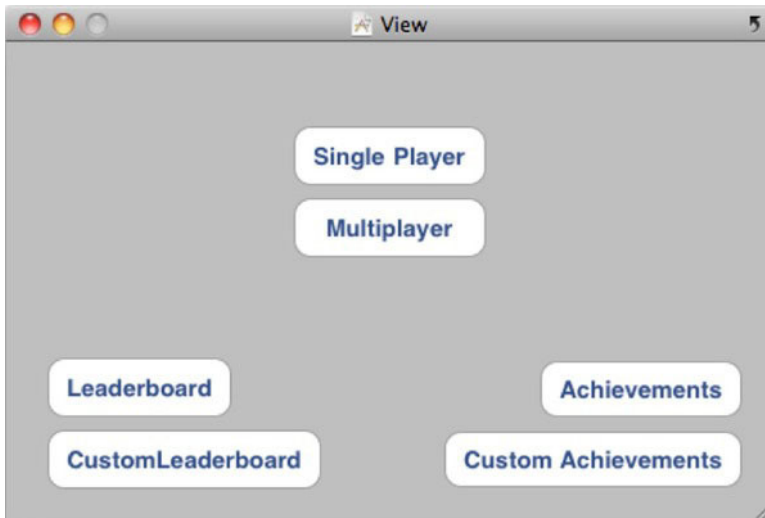 View
Single Player
Multiplayer
Leaderboard
Achievements
CustomLeaderboard
Custom Achievements